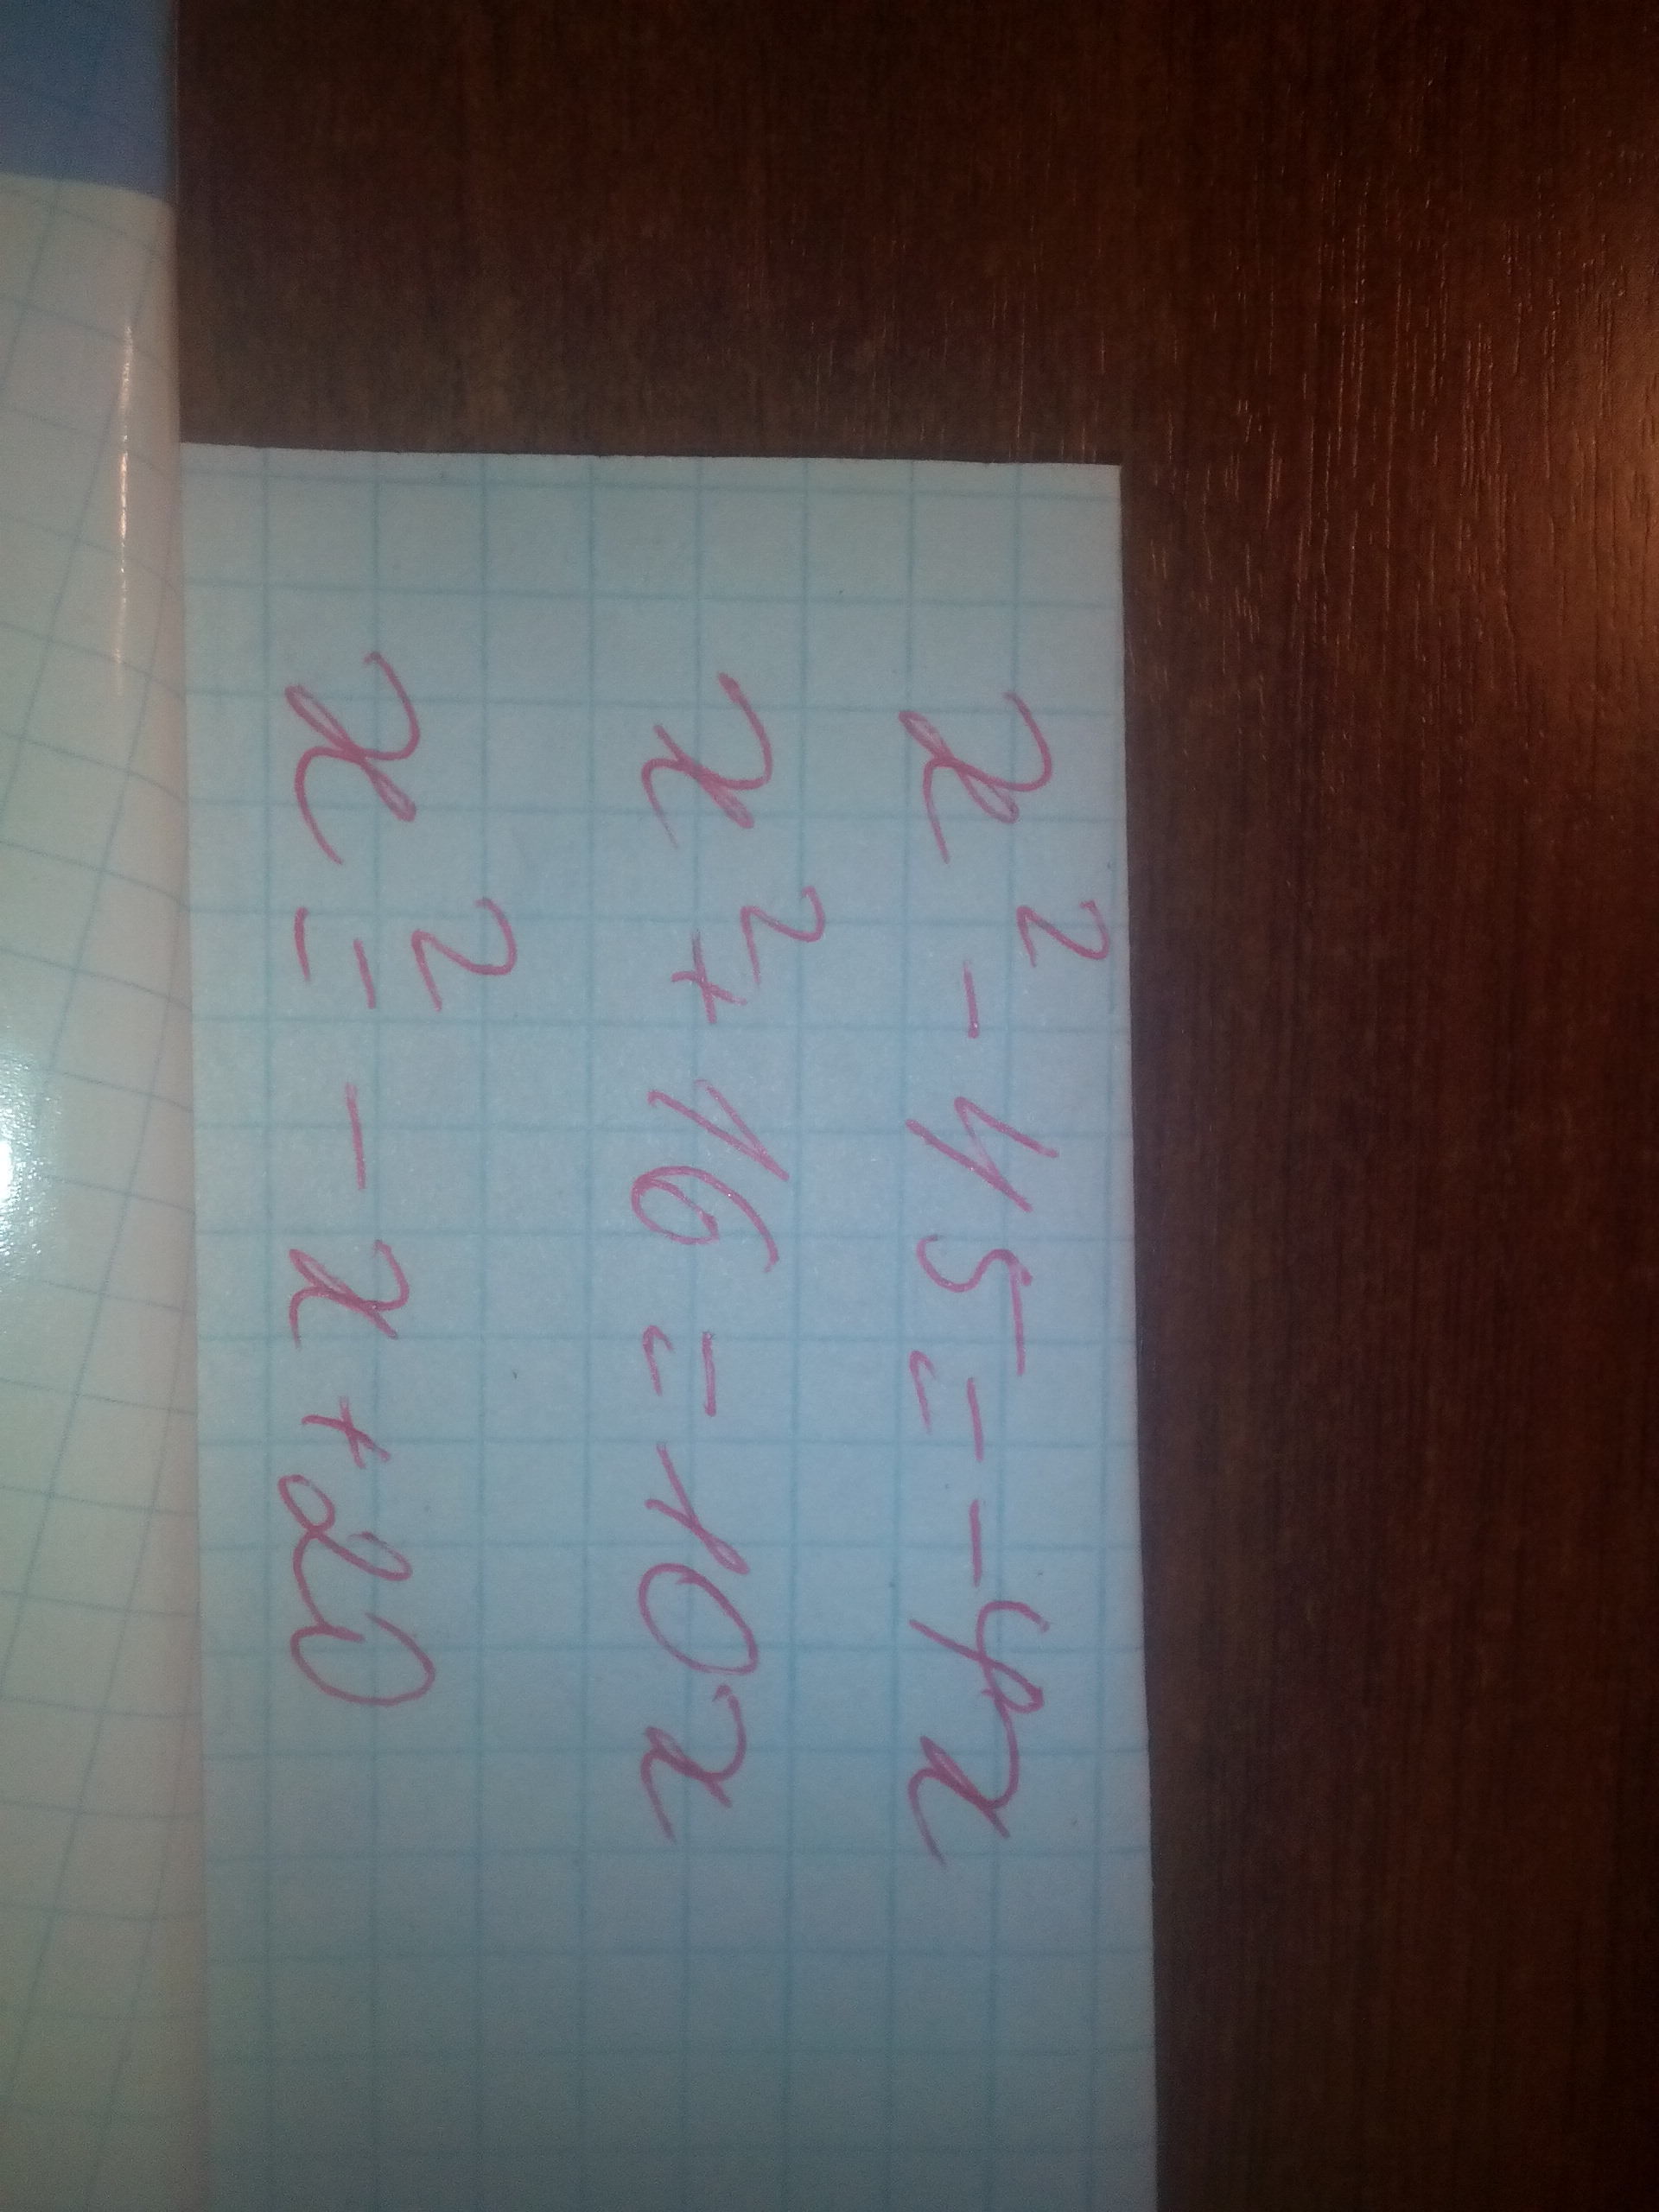 x² - 45 = -4x
x² + 16 = 10x
x² = - x + 20